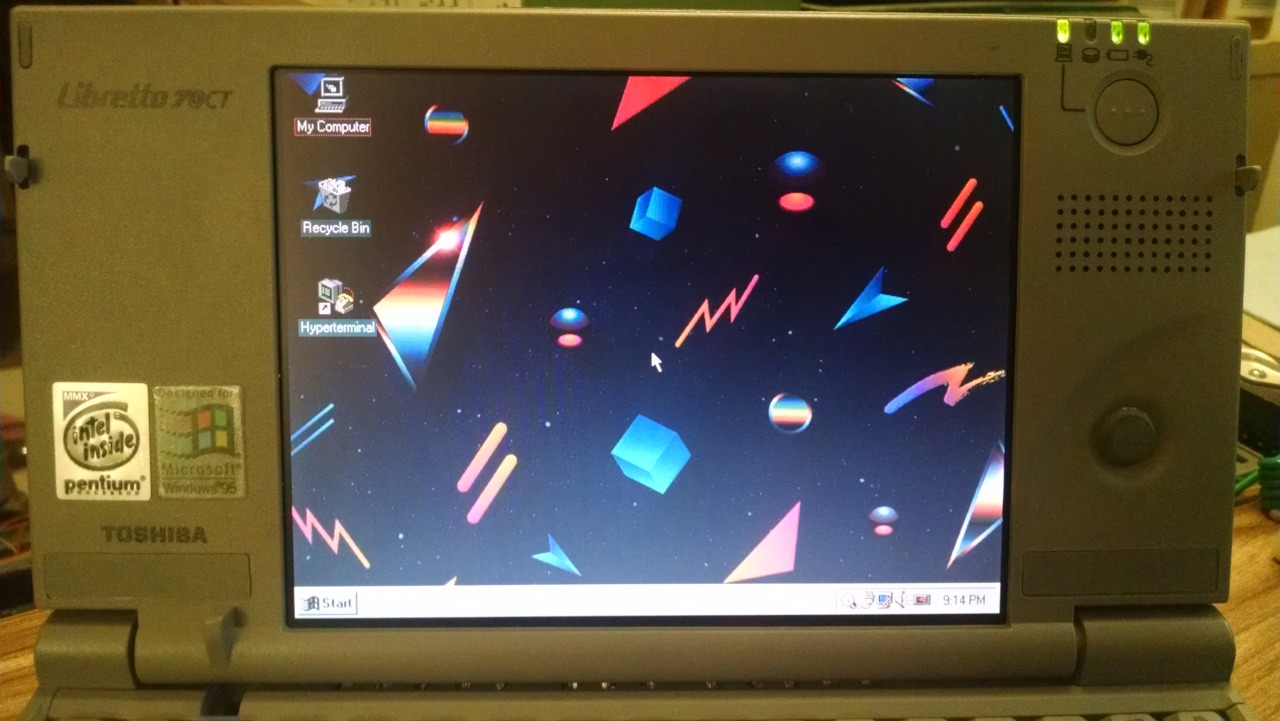 Libretto 70CT
My Computer
Recycle Bin
Hyperterminal
MMX
intel
inside
pentium
PROCESSOR
Designed for
Microsoft
Windows 95
TOSHIBA
Start
9:14 PM